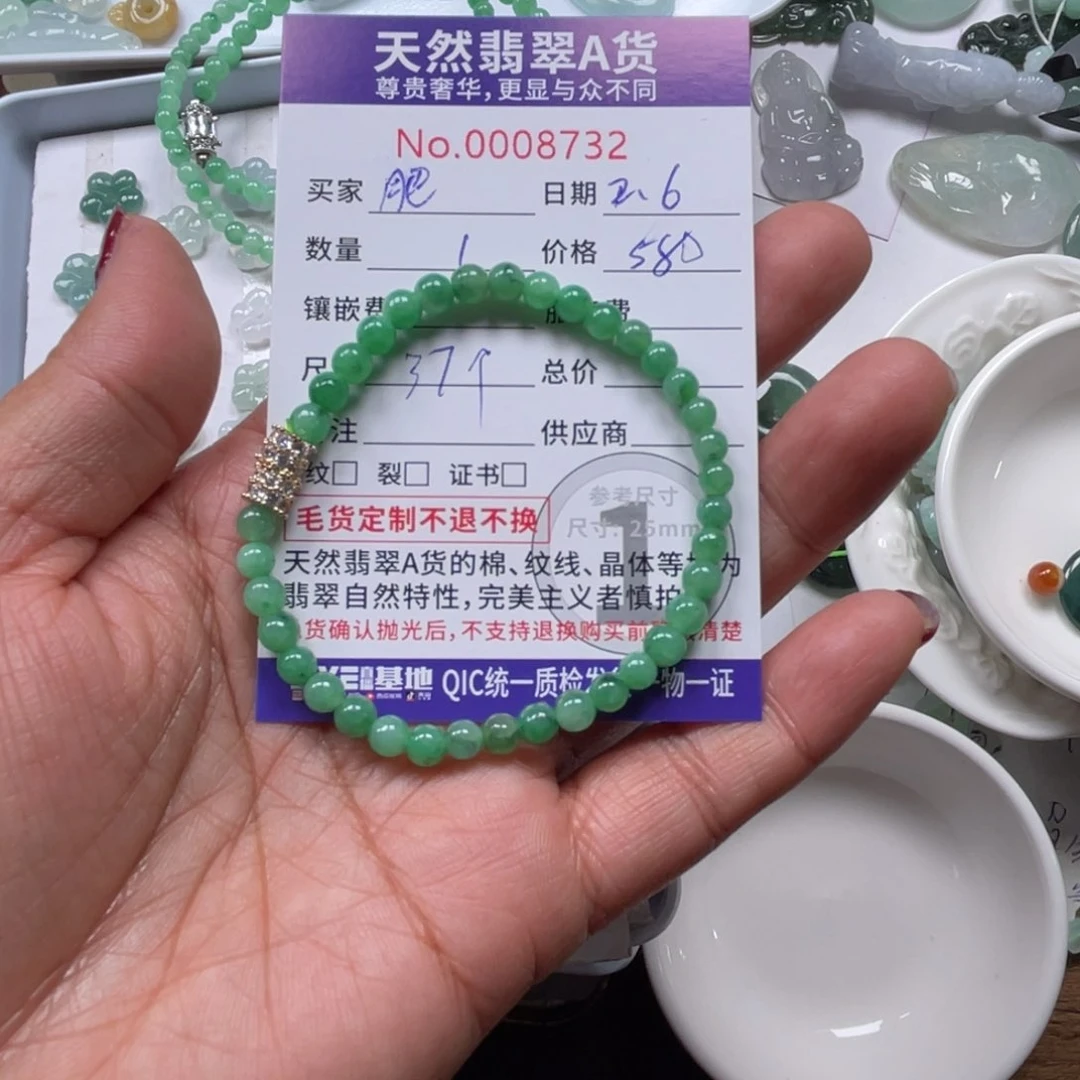 天然翡翠A货
尊贵奢华,更显与众不同
No.0008732
买家 肥 日期 2.6
数量 1 价格 580
镶嵌费 费
尺 37个 总价
注 供应商
纹□ 裂□ 证书□
参考尺寸
尺寸: 25mm
1
毛货定制不退不换
天然翡翠A货的棉、纹线、晶体等 为
翡翠自然特性,完美主义者慎拍
货确认抛光后,不支持退换购买前 清楚
基地 QIC统一质检 物一证